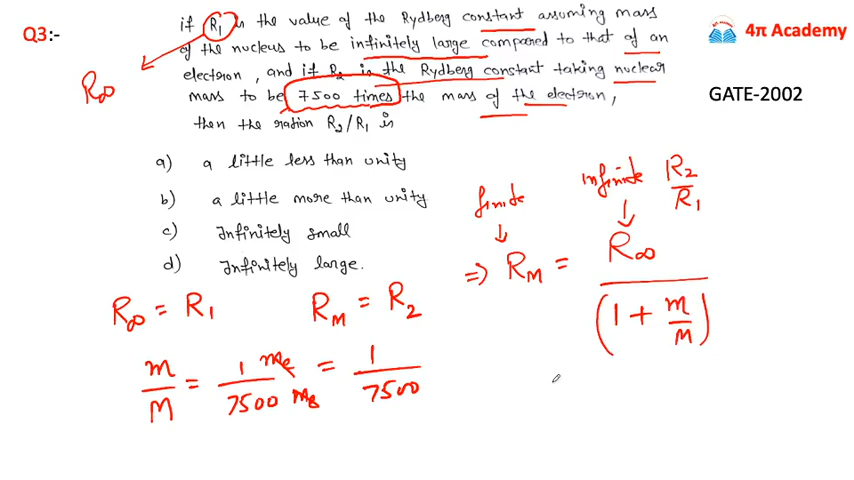 Q3:-
if R₁ is the value of the Rydberg constant assuming mass
of the nucleus to be infinitely large compared to that of an
electron, and if R₂ is the Rydberg constant taking nuclear
mass to be 7500 times the mass of the electron,
then the ration R₂/R₁ is
4π Academy
GATE-2002
R∞
a) a little less than unity
b) a little more than unity
c) Infinitely small
d) Infinitely large.
finite
infinite R₂/R₁
⇒ R_M = R∞/(1 + m/M)
R∞ = R₁ R_M = R₂
m/M = 1 me/7500 me = 1/7500